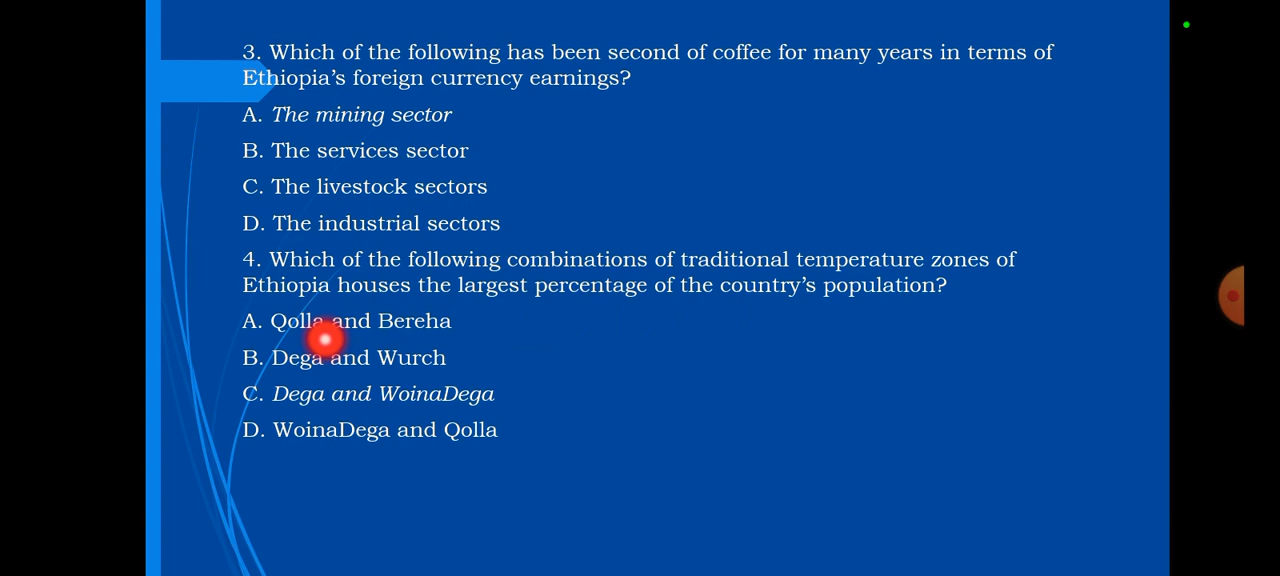 3. Which of the following has been second of coffee for many years in terms of
Ethiopia's foreign currency earnings?
A. The mining sector
B. The services sector
C. The livestock sectors
D. The industrial sectors
4. Which of the following combinations of traditional temperature zones of
Ethiopia houses the largest percentage of the country's population?
A. Qolla and Bereha
B. Dega and Wurch
C. Dega and WoinaDega
D. WoinaDega and Qolla